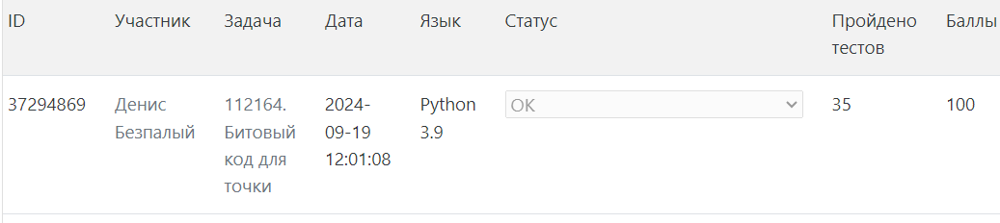 ID Участник Задача Дата Язык Статус Пройдено Баллы
тестов
37294869 Денис 112164. 2024- Python OK 35 100
Безпалый Битовый 09-19 3.9
код для 12:01:08
точки